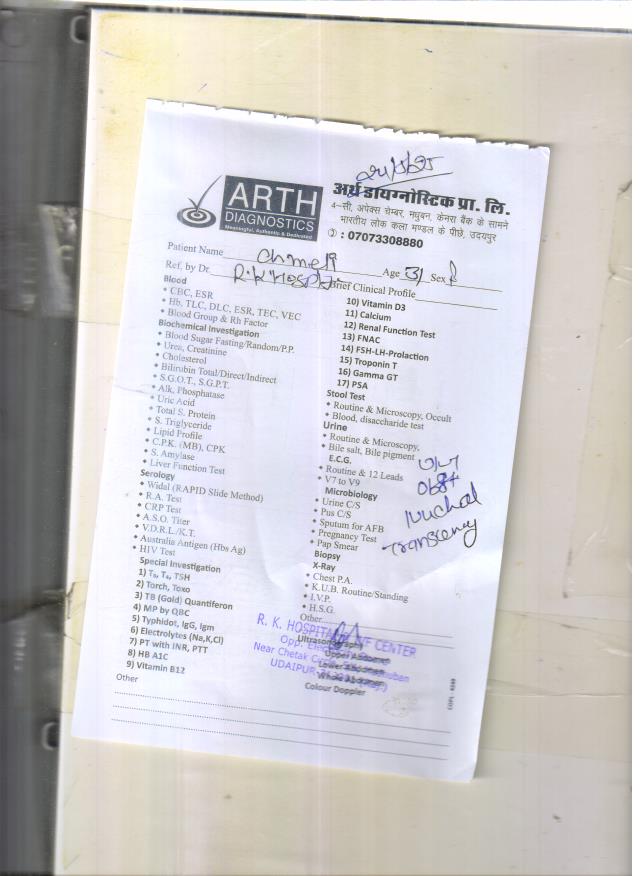 ARTH
DIAGNOSTICS
Meaningful, Authentic & Dedicated
अर्थ डायग्नोस्टिक प्रा. लि.
4-सी, अपेक्स चेम्बर, मधुबन, केनरा बैंक के सामने
भारतीय लोक कला मण्डल के पीछे, उदयपुर
: 07073308880
Patient Name Age 31 Sex f
Ref. by Dr. R.K Hospital Brief Clinical Profile
Blood
• CBC, ESR
• Hb, TLC, DLC, ESR, TEC, VEC
• Blood Group & Rh Factor
Biochemical Investigation
• Blood Sugar Fasting/Random/P.P.
• Urea, Creatinine
• Cholesterol
• Bilirubin Total/Direct/Indirect
• S.G.O.T., S.G.P.T.
• Alk, Phosphatase
• Uric Acid
• Total S. Protein
• S. Triglyceride
• Lipid Profile
• C.P.K. (MB), CPK
• S. Amylase
• Liver Function Test
Serology
• Widal (RAPID Slide Method)
• R.A. Test
• CRP Test
• A.S.O. Titer
• V.D.R.L./K.T.
• Australia Antigen (Hbs Ag)
• HIV Test
Special Investigation
1) T₃, T₄, TSH
2) Torch, Toxo
3) TB (Gold) Quantiferon
4) MP by QBC
5) Typhidot, IgG, Igm
6) Electrolytes (Na,K,Cl)
7) PT with INR, PTT
8) HB A1C
9) Vitamin B12
Other
10) Vitamin D3
11) Calcium
12) Renal Function Test
13) FNAC
14) FSH-LH-Prolaction
15) Troponin T
16) Gamma GT
17) PSA
Stool Test
• Routine & Microscopy, Occult
• Blood, disaccharide test
Urine
• Routine & Microscopy,
• Bile salt, Bile pigment
E.C.G.
• Routine & 12 Leads
• V7 to V9
Microbiology
• Urine C/S
• Pus C/S
• Sputum for AFB
• Pregnancy Test
• Pap Smear
Biopsy
X-Ray
• Chest P.A.
• K.U.B. Routine/Standing
• I.V.P.
• H.S.G.
Other
Ultrasonography
Upper Abdomen
Lower Abdomen
Whole Abdomen
Colour Doppler
Nuchal
R. K. HOSPITAL & IVF CENTER
Near Chetak
UDAIPUR